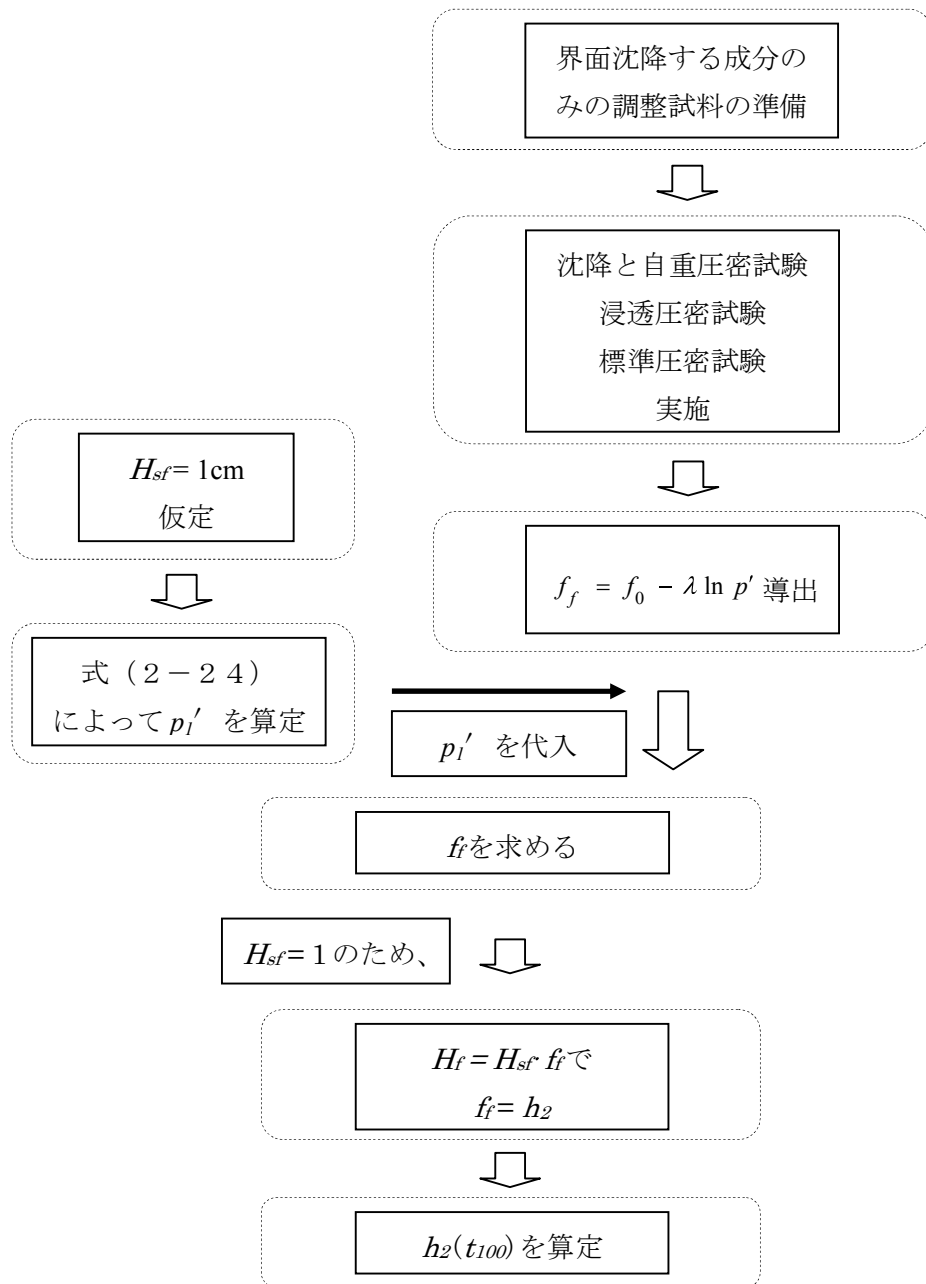 界面沈降する成分の
みの調整試料の準備
沈降と自重圧密試験
浸透圧密試験
標準圧密試験
実施
Hsf = 1cm
仮定
ff = f0 − λ ln p′ 導出
式（２－２４）
によって p1′ を算定
p1′ を代入
ffを求める
Hsf = １のため、
Hf = Hsf· ffで
ff = h2
h2(t100) を算定